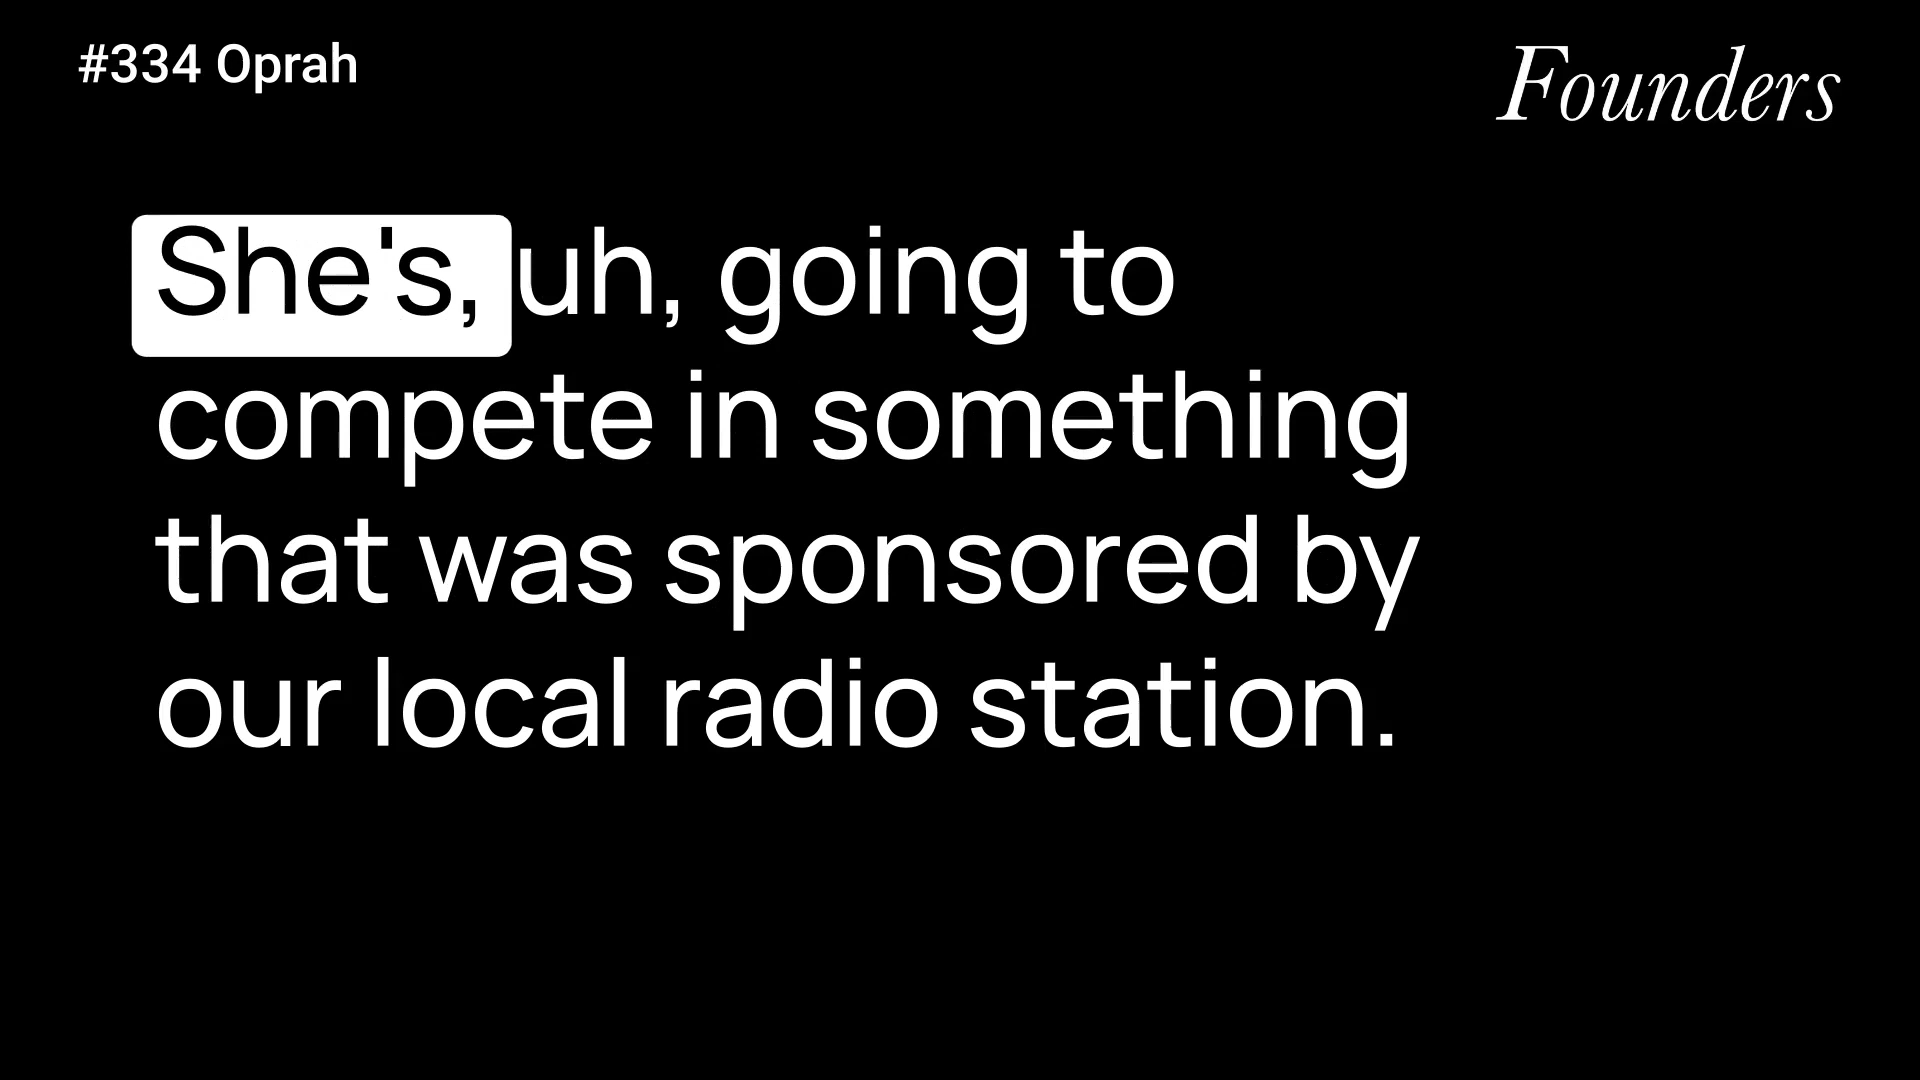 #334 Oprah
Founders
She's, uh, going to
compete in something
that was sponsored by
our local radio station.